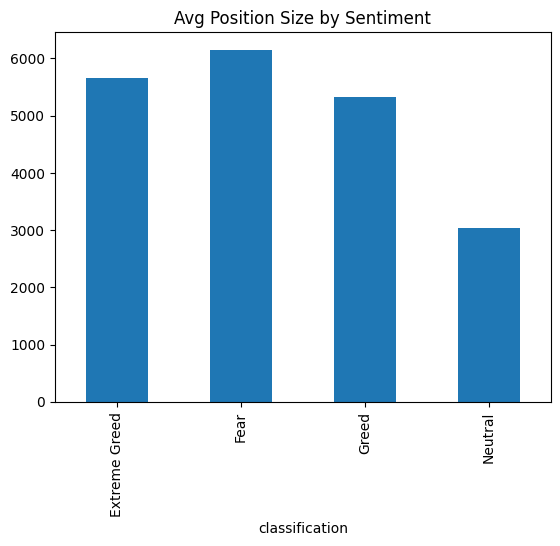 Avg Position Size by Sentiment
6000
5000
4000
3000
2000
1000
0
Extreme Greed
Fear
Greed
Neutral
classification